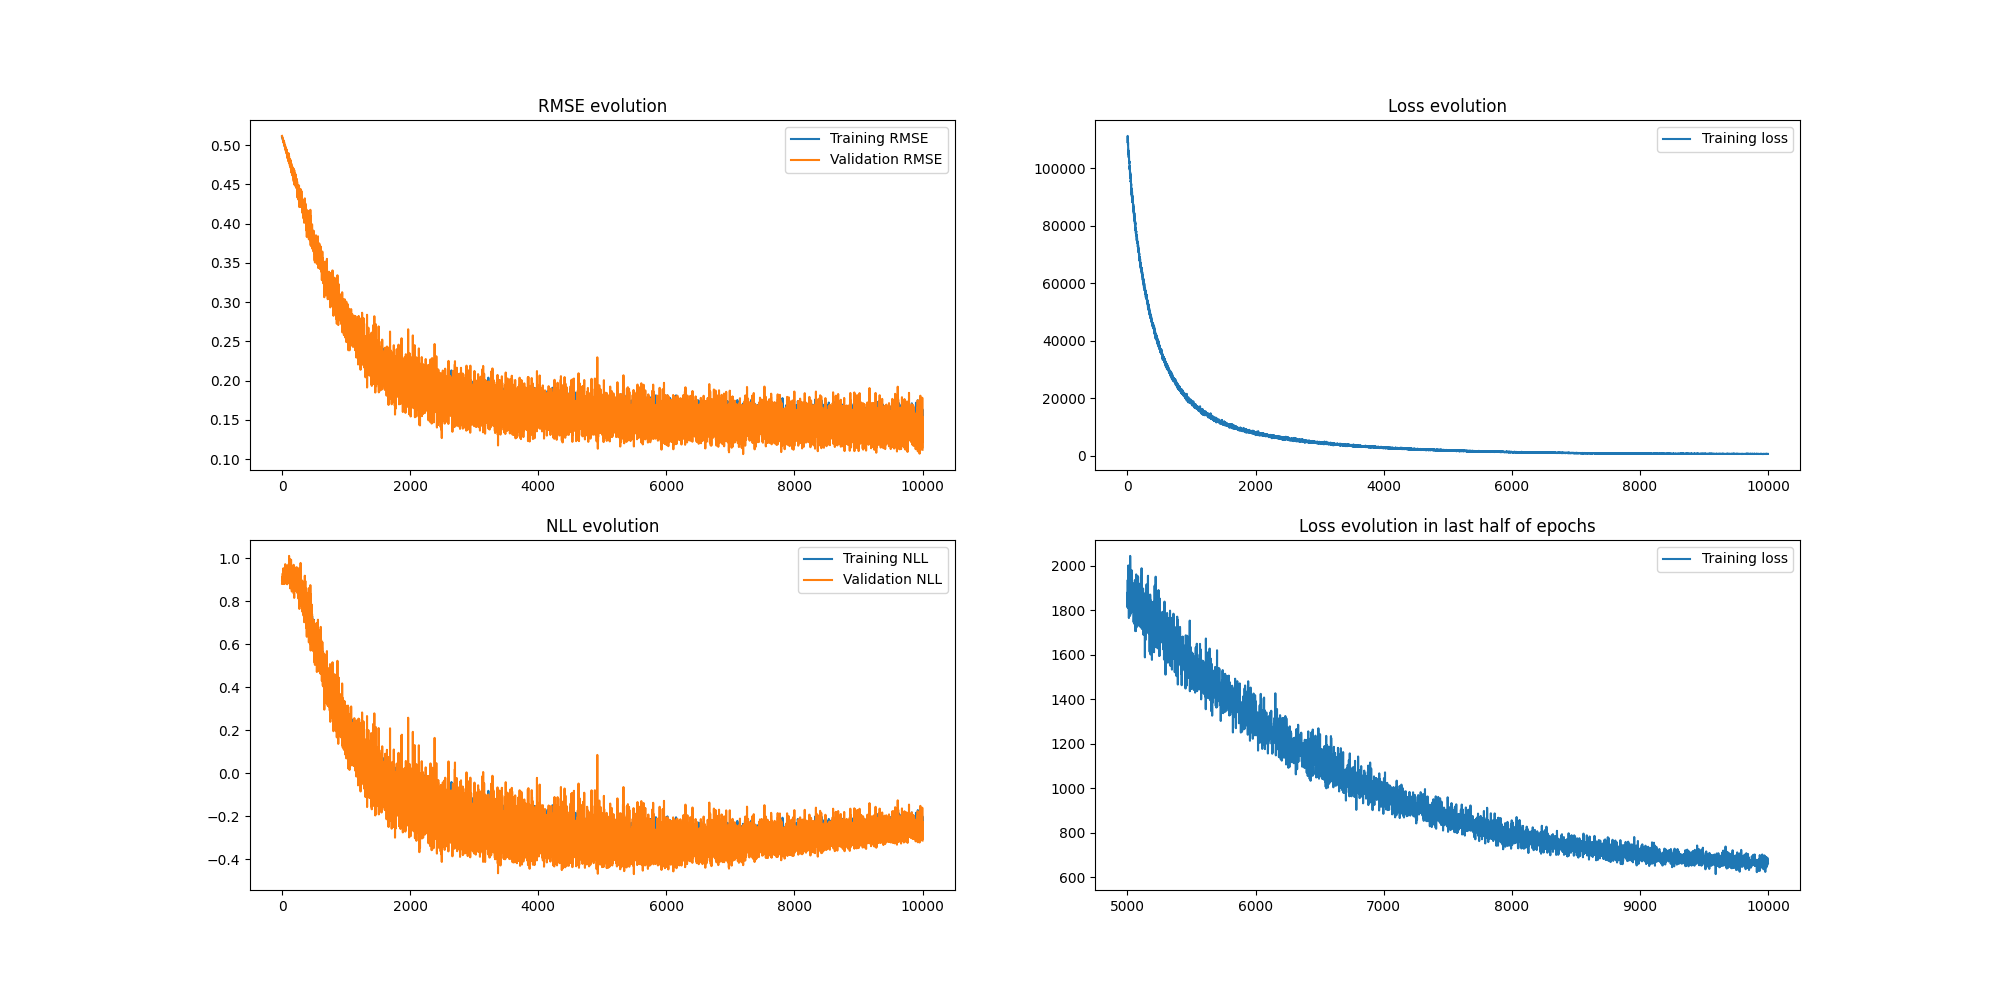 RMSE evolution
Training RMSE
Validation RMSE
0.50
0.45
0.40
0.35
0.30
0.25
0.20
0.15
0.10
0 2000 4000 6000 8000 10000
Loss evolution
Training loss
100000
80000
60000
40000
20000
0
0 2000 4000 6000 8000 10000
NLL evolution
Training NLL
Validation NLL
1.0
0.8
0.6
0.4
0.2
0.0
−0.2
−0.4
0 2000 4000 6000 8000 10000
Loss evolution in last half of epochs
Training loss
2000
1800
1600
1400
1200
1000
800
600
5000 6000 7000 8000 9000 10000